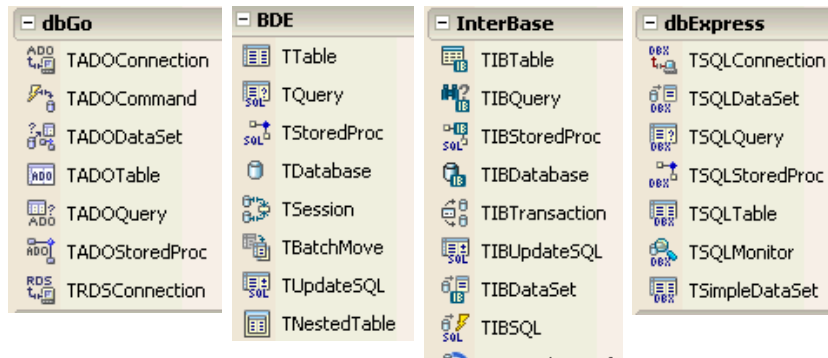 dbGo
TADOConnection
TADOCommand
TADODataSet
TADOTable
TADOQuery
TADOStoredProc
TRDSConnection
BDE
TTable
TQuery
TStoredProc
TDatabase
TSession
TBatchMove
TUpdateSQL
TNestedTable
InterBase
TIBTable
TIBQuery
TIBStoredProc
TIBDatabase
TIBTransaction
TIBUpdateSQL
TIBDataSet
TIBSQL
dbExpress
TSQLConnection
TSQLDataSet
TSQLQuery
TSQLStoredProc
TSQLTable
TSQLMonitor
TSimpleDataSet